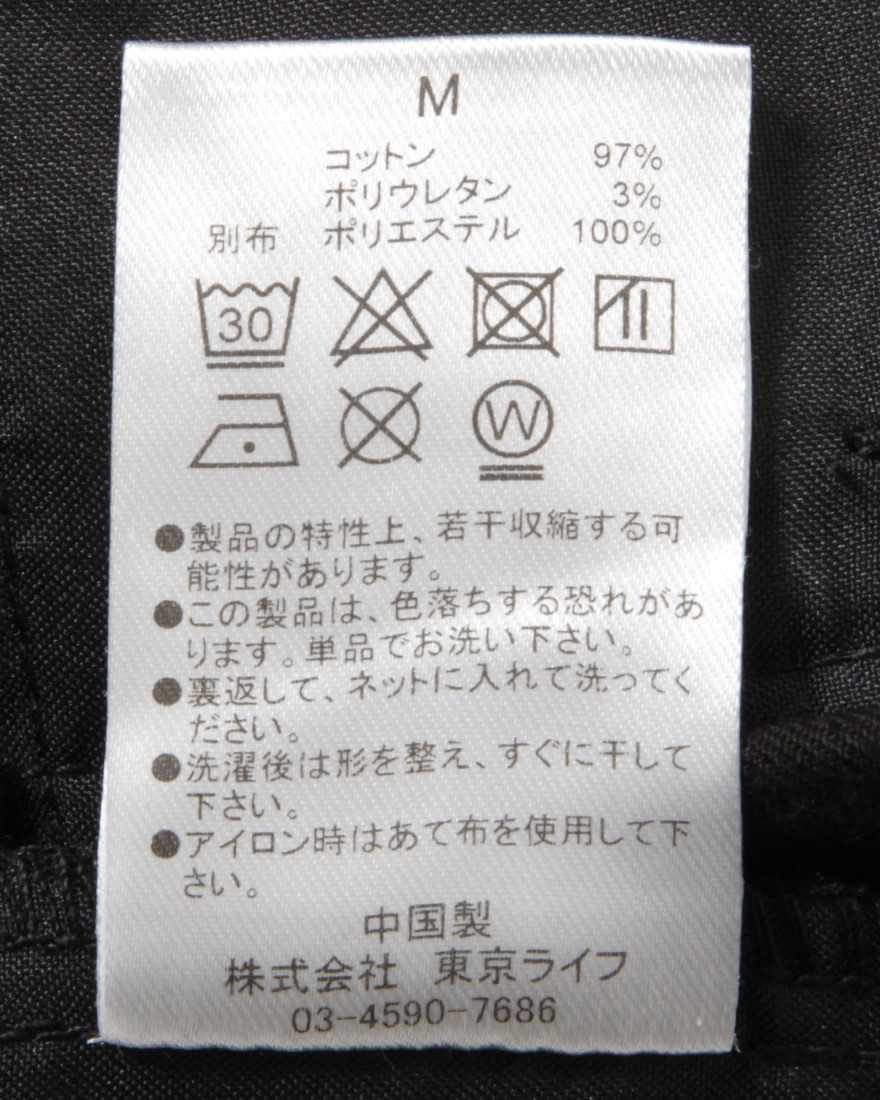 M
コットン 97%
ポリウレタン 3%
別布 ポリエステル 100%
30
W
●製品の特性上、若干収縮する可
能性があります。
●この製品は、色落ちする恐れがあ
ります。単品でお洗い下さい。
●裏返して、ネットに入れて洗ってく
ださい。
●洗濯後は形を整え、すぐに干して
下さい。
●アイロン時はあて布を使用して下
さい。
中国製
株式会社 東京ライフ
03-4590-7686